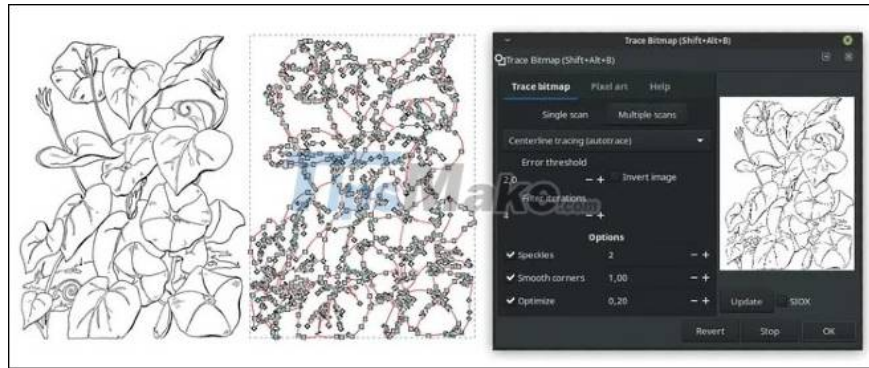 Trace Bitmap (Shift+Alt+B)
Trace Bitmap (Shift+Alt+B)
Trace bitmap Pixel art Help
Single scan Multiple scans
Centerline tracing (autotrace)
Error threshold
2,0 − + Invert image
Filter iterations
4 − +
Options
Speckles 2 − +
Smooth corners 1,00 − +
Optimize 0,20 − +
Update SIOX
Revert Stop OK
TipsMake.com